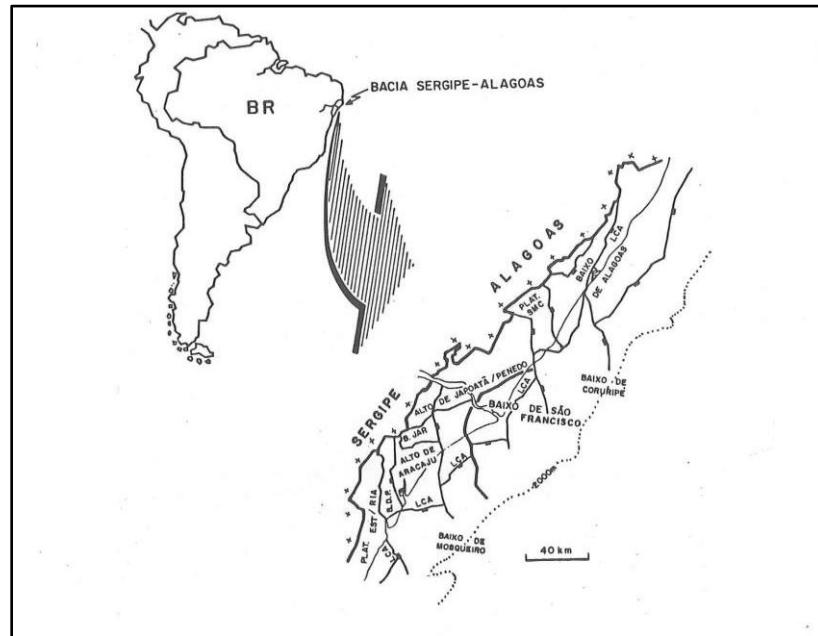 BR
BACIA SERGIPE-ALAGOAS
ALAGOAS
SERGIPE
LCA
BAIXO
DE ALAGOAS
PLAT.
SMC
BAIXO DE
CORURIPE
ALTO DE JAPOATÃ/PENEDO
LCA
BAIXO DE SÃO
FRANCISCO
B. JAR
ALTO DE
ARACAJU
LCA
B.D.P.
LCA
PLAT. EST/RIA
LCA
BAIXO DE
MOSQUEIRO
2000m
40 km